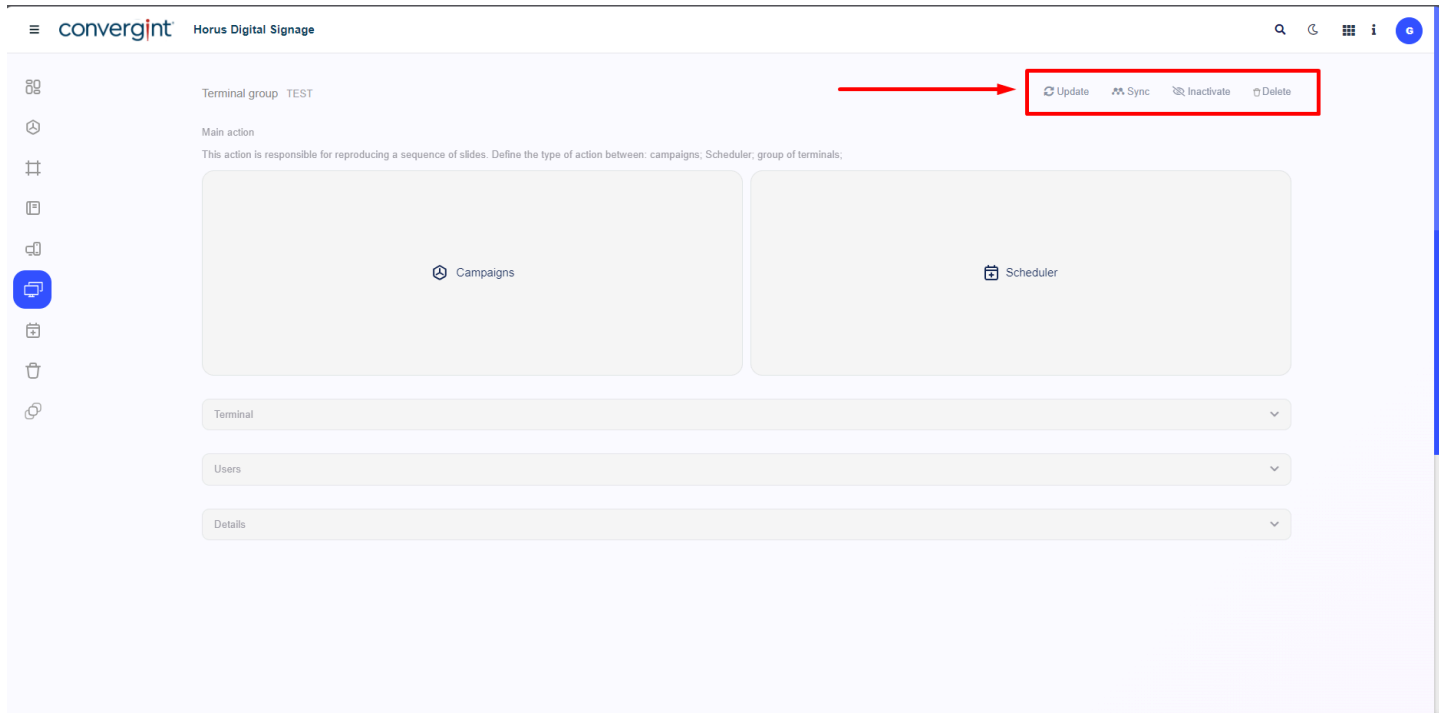 convergint Horus Digital Signage G
Terminal group TEST Update Sync Inactivate Delete
Main action
This action is responsible for reproducing a sequence of slides. Define the type of action between: campaigns; Scheduler; group of terminals;
Campaigns Scheduler
Terminal
Users
Details